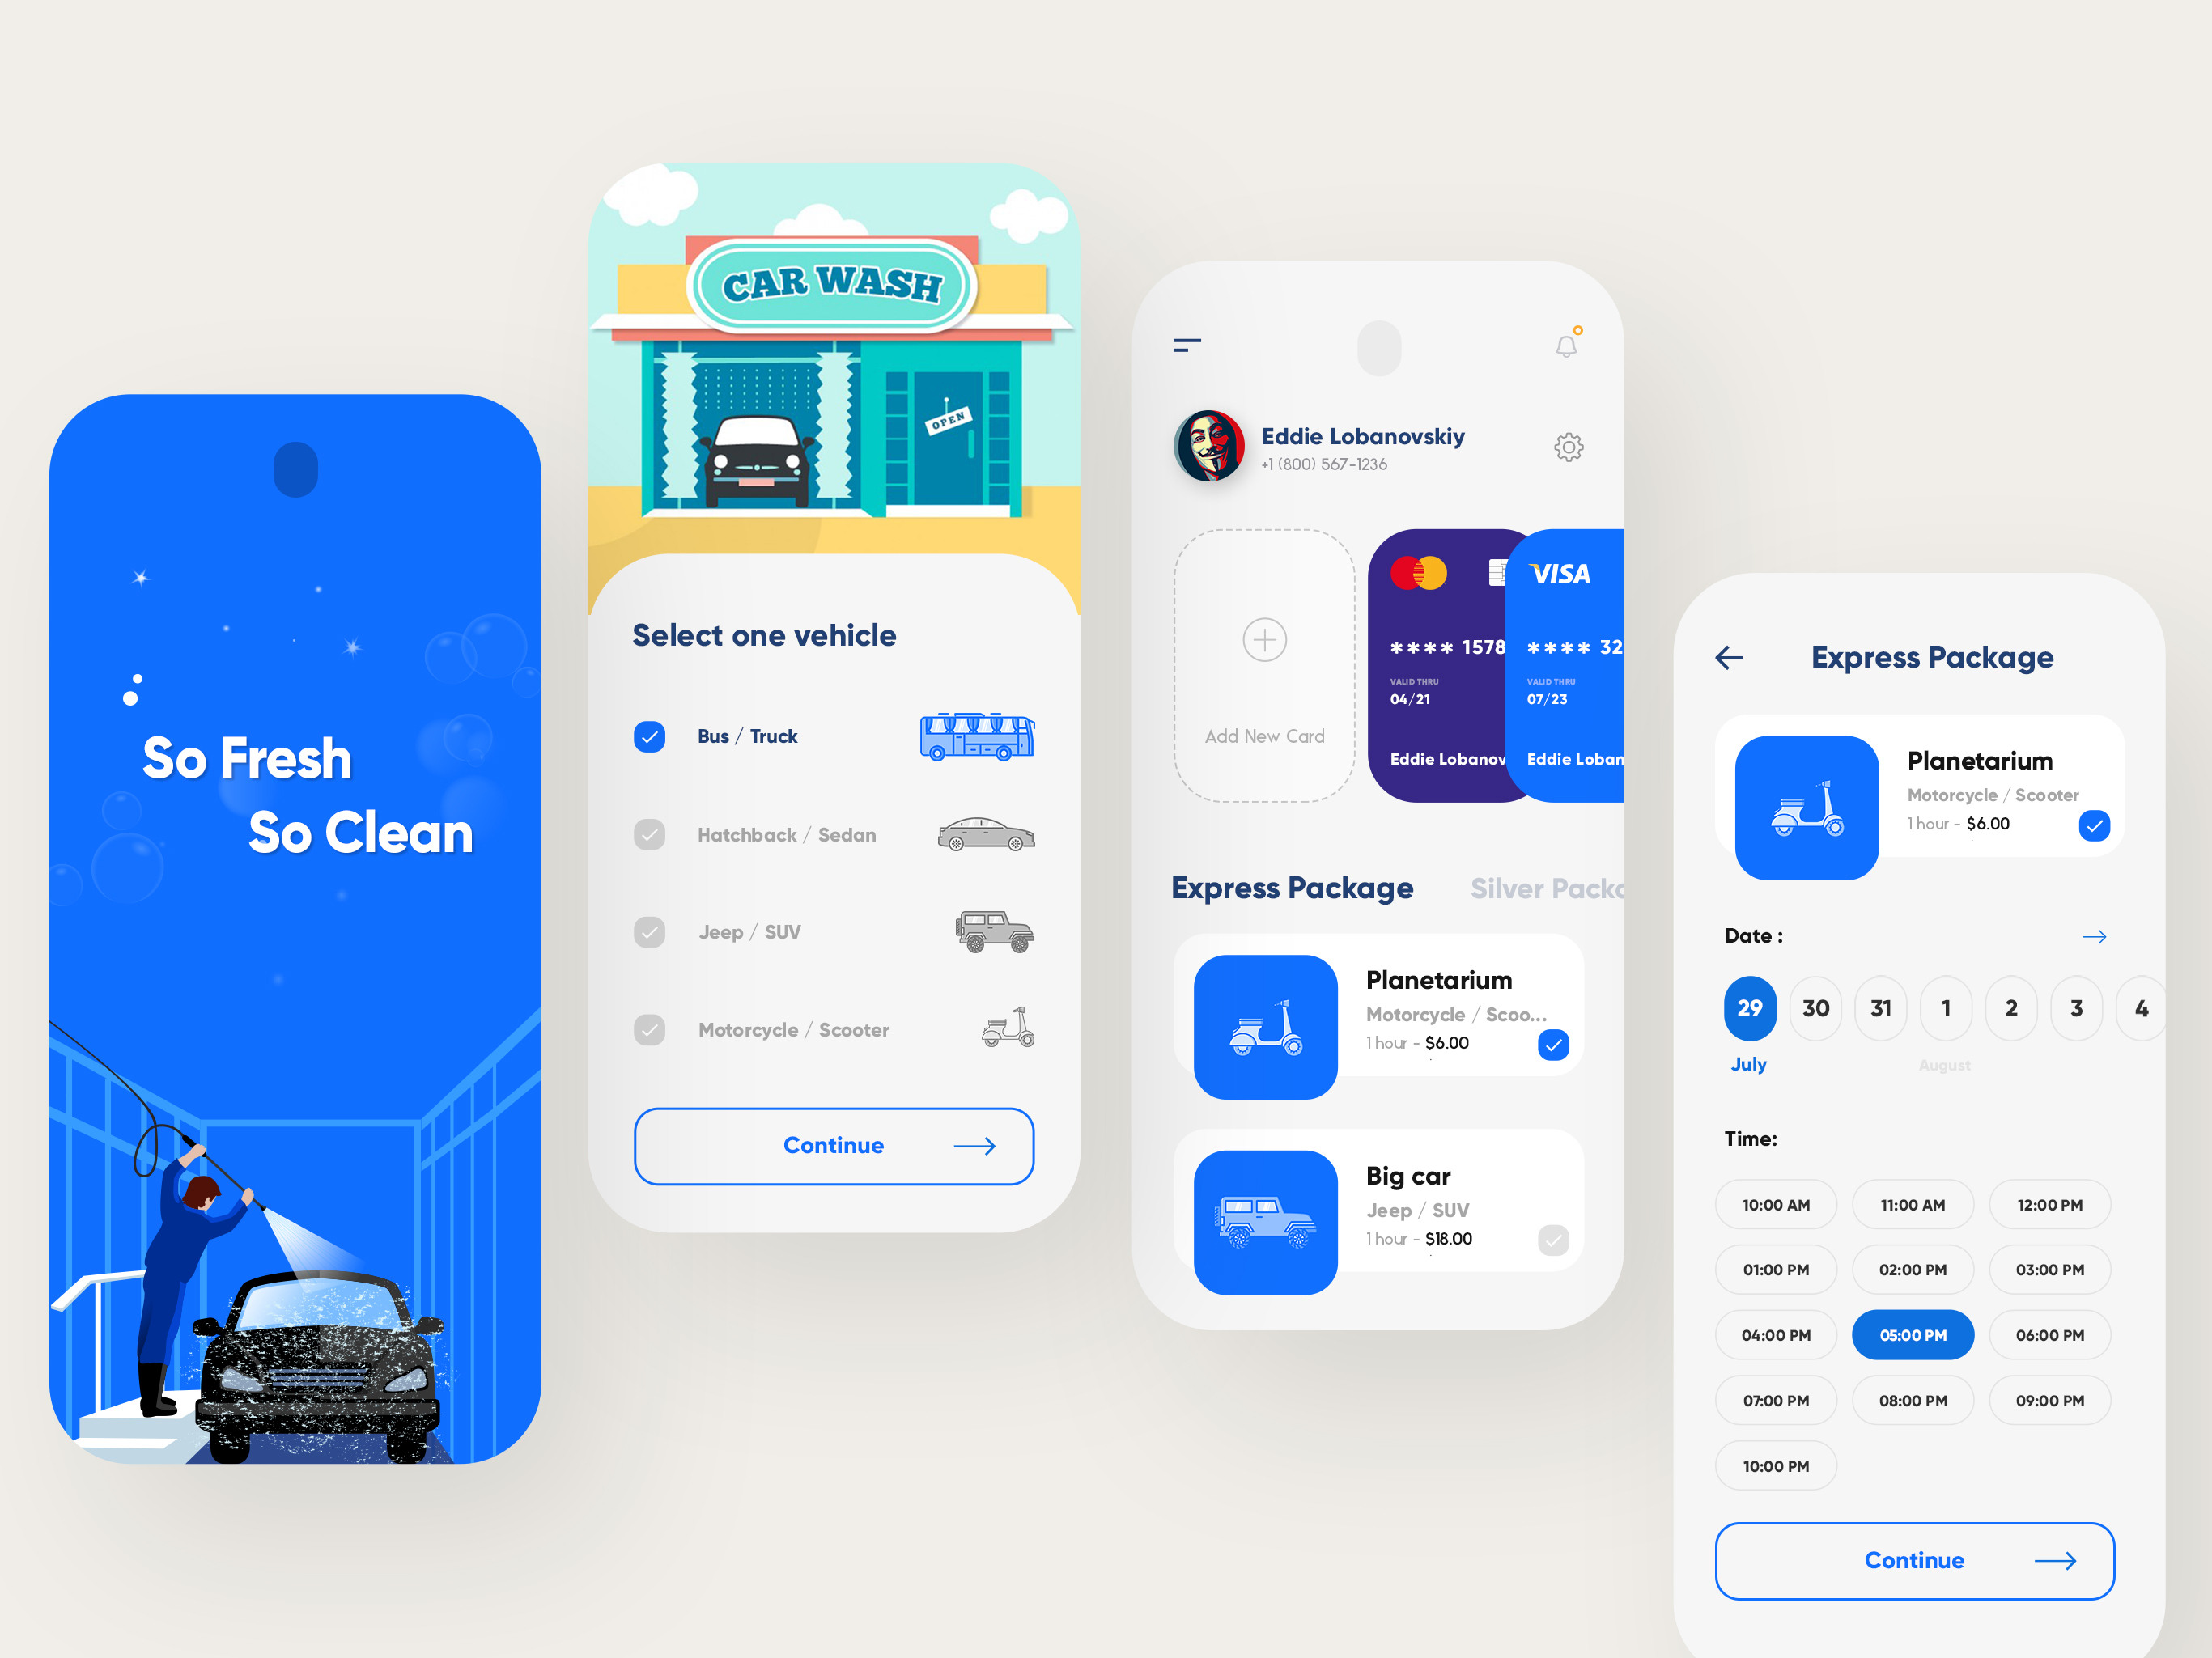 So Fresh
So Clean
CAR WASH
OPEN
Select one vehicle
Bus / Truck
Hatchback / Sedan
Jeep / SUV
Motorcycle / Scooter
Continue
Eddie Lobanovskiy
+1 (800) 567-1236
Add New Card
**** 1578
VALID THRU
04/21
Eddie Lobanov
VISA
**** 32
VALID THRU
07/23
Eddie Loban
Express Package
Silver Packa
Planetarium
Motorcycle / Scoo...
1 hour - $6.00
Big car
Jeep / SUV
1 hour - $18.00
Express Package
Planetarium
Motorcycle / Scooter
1 hour - $6.00
Date :
29 30 31 1 2 3 4
July August
Time:
10:00 AM 11:00 AM 12:00 PM
01:00 PM 02:00 PM 03:00 PM
04:00 PM 05:00 PM 06:00 PM
07:00 PM 08:00 PM 09:00 PM
10:00 PM
Continue